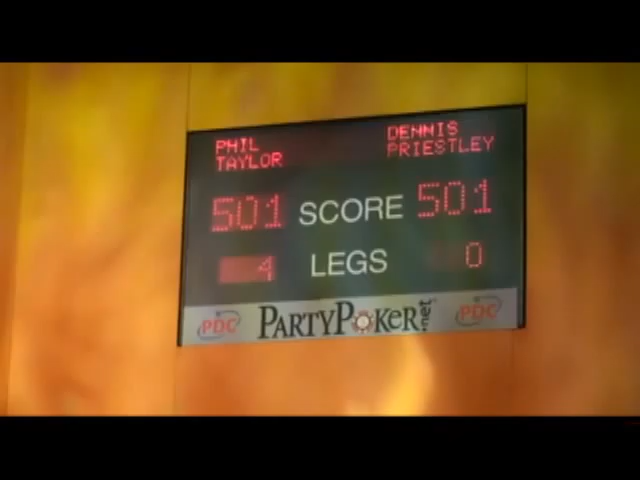 PHIL TAYLOR
DENNIS PRIESTLEY
501 SCORE 501
4 LEGS 0
PDC PARTYPOKER.net PDC